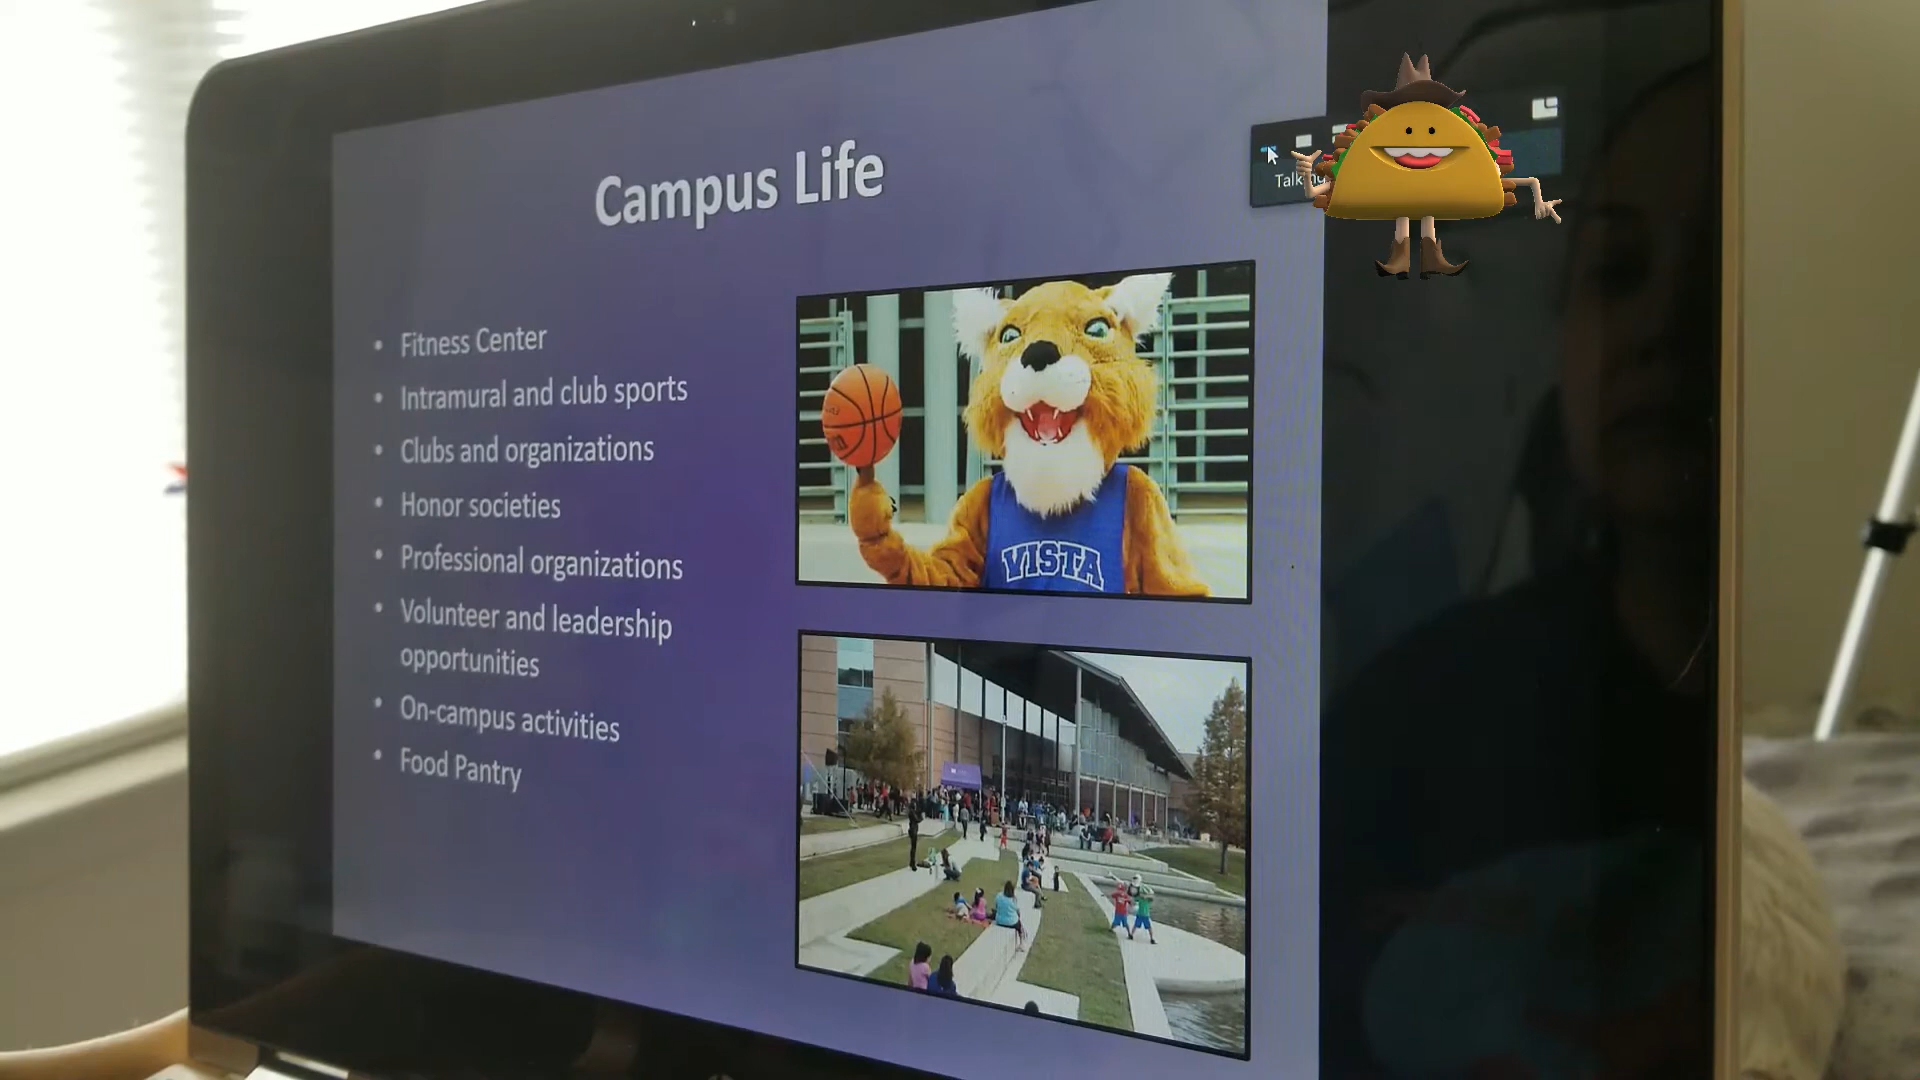 Campus Life
• Fitness Center
• Intramural and club sports
• Clubs and organizations
• Honor societies
• Professional organizations
• Volunteer and leadership
opportunities
• On-campus activities
• Food Pantry
VISTA